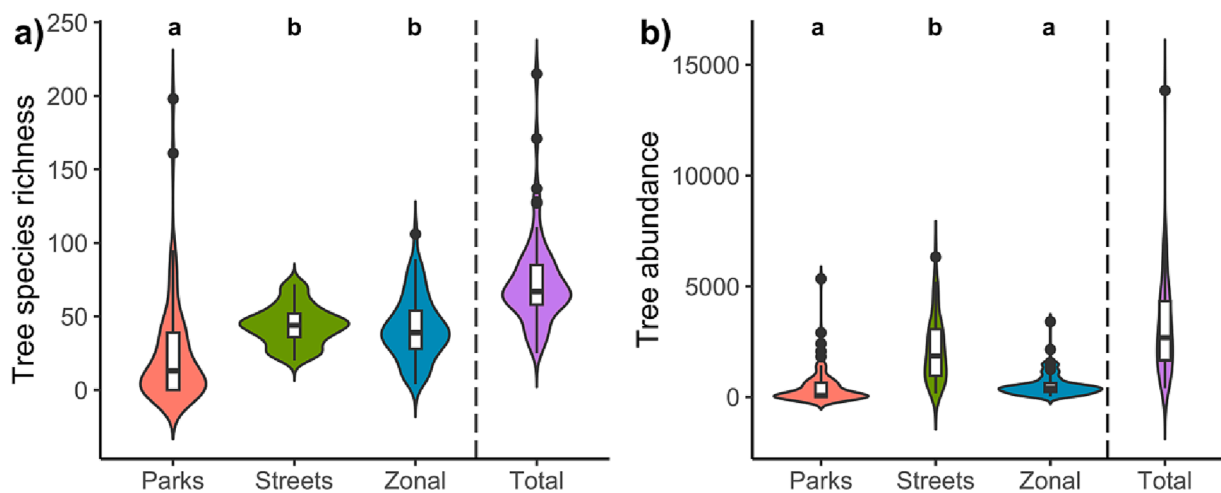 a)
Tree species richness
250
200
150
100
50
0
a b b
Parks Streets Zonal Total
b)
Tree abundance
15000
10000
5000
0
a b a
Parks Streets Zonal Total